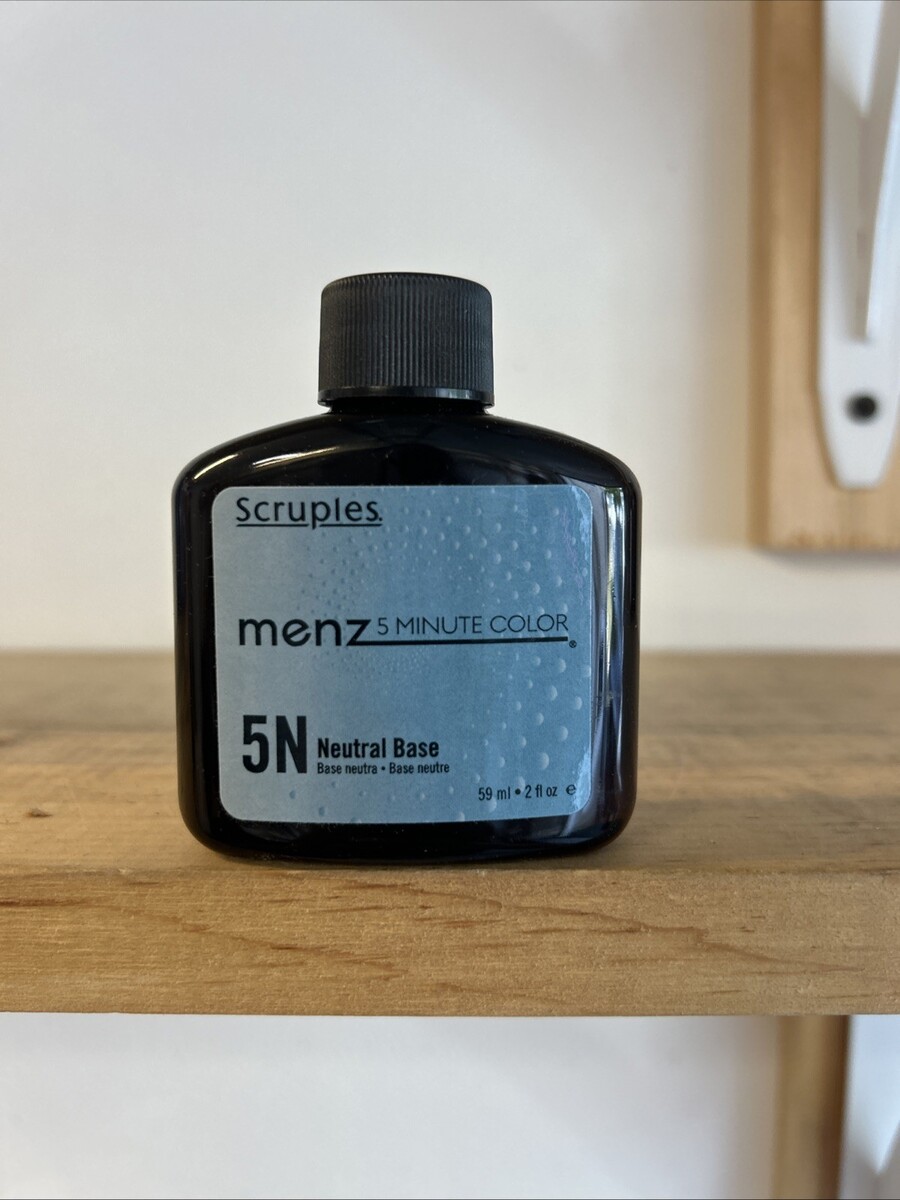 Scruples.
menz 5 MINUTE COLOR®
5N Neutral Base
Base neutra • Base neutre
59 ml • 2 fl oz ℮